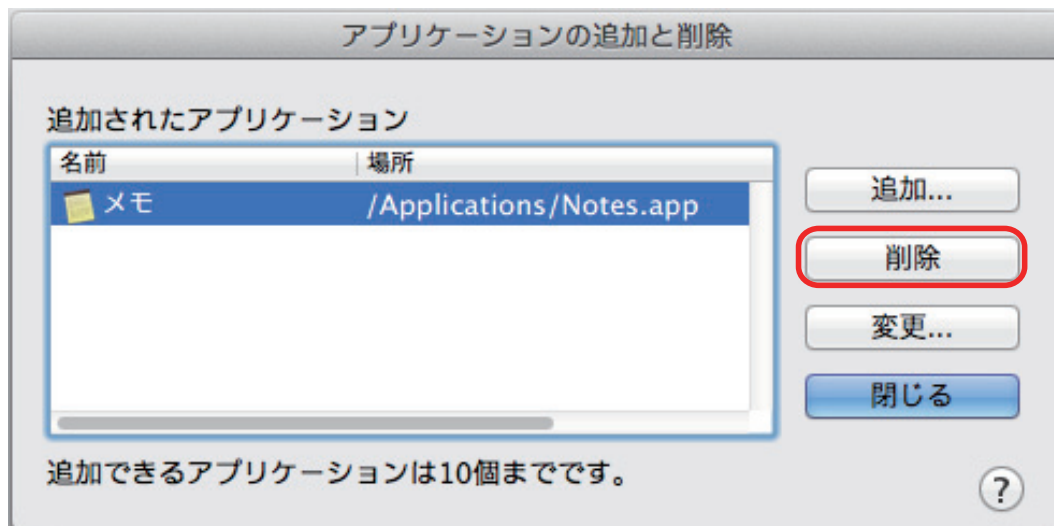 アプリケーションの追加と削除
追加されたアプリケーション
名前 場所
メモ /Applications/Notes.app
追加...
削除
変更...
閉じる
追加できるアプリケーションは10個までです。
?